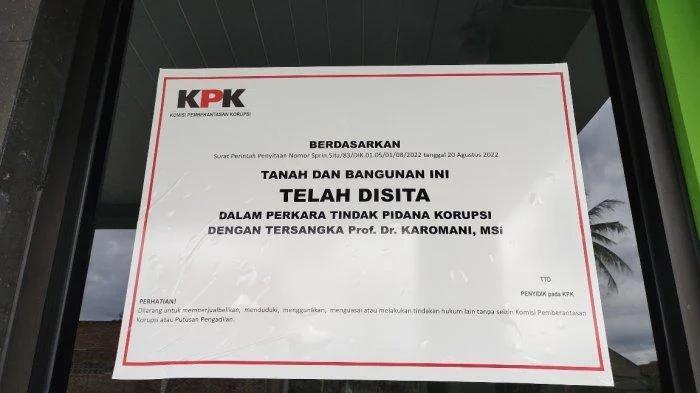 KPK
KOMISI PEMBERANTASAN KORUPSI
BERDASARKAN
Surat Perintah Penyitaan Nomor Sprin.Sita/83/DIK.01.05/01/08/2022 tanggal 20 Agustus 2022
TANAH DAN BANGUNAN INI
TELAH DISITA
DALAM PERKARA TINDAK PIDANA KORUPSI
DENGAN TERSANGKA Prof. Dr. KAROMANI, MSi
TTD
PENYIDIK pada KPK
PERHATIAN!
Dilarang untuk memperjualbelikan, menduduki, menggunakan, menguasai atau melakukan tindakan hukum lain tanpa seizin Komisi Pemberantasan
Korupsi atau Putusan Pengadilan.